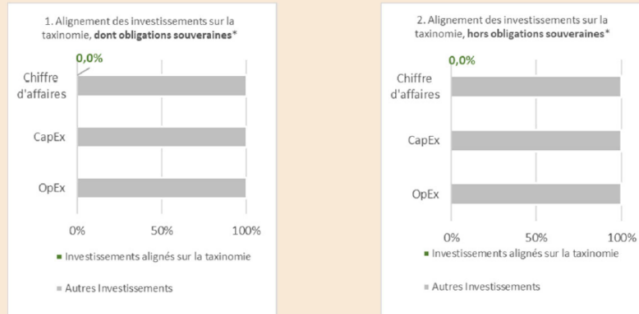 1. Alignement des investissements sur la
taxinomie, dont obligations souveraines*
0,0%
Chiffre
d'affaires
CapEx
OpEx
0%
50%
100%
Investissements alignés sur la taxinomie
Autres Investissements
2. Alignement des investissements sur la
taxinomie, hors obligations souveraines*
0,0%
Chiffre
d'affaires
CapEx
OpEx
0%
50%
100%
Investissements alignés sur la taxinomie
Autres Investissements